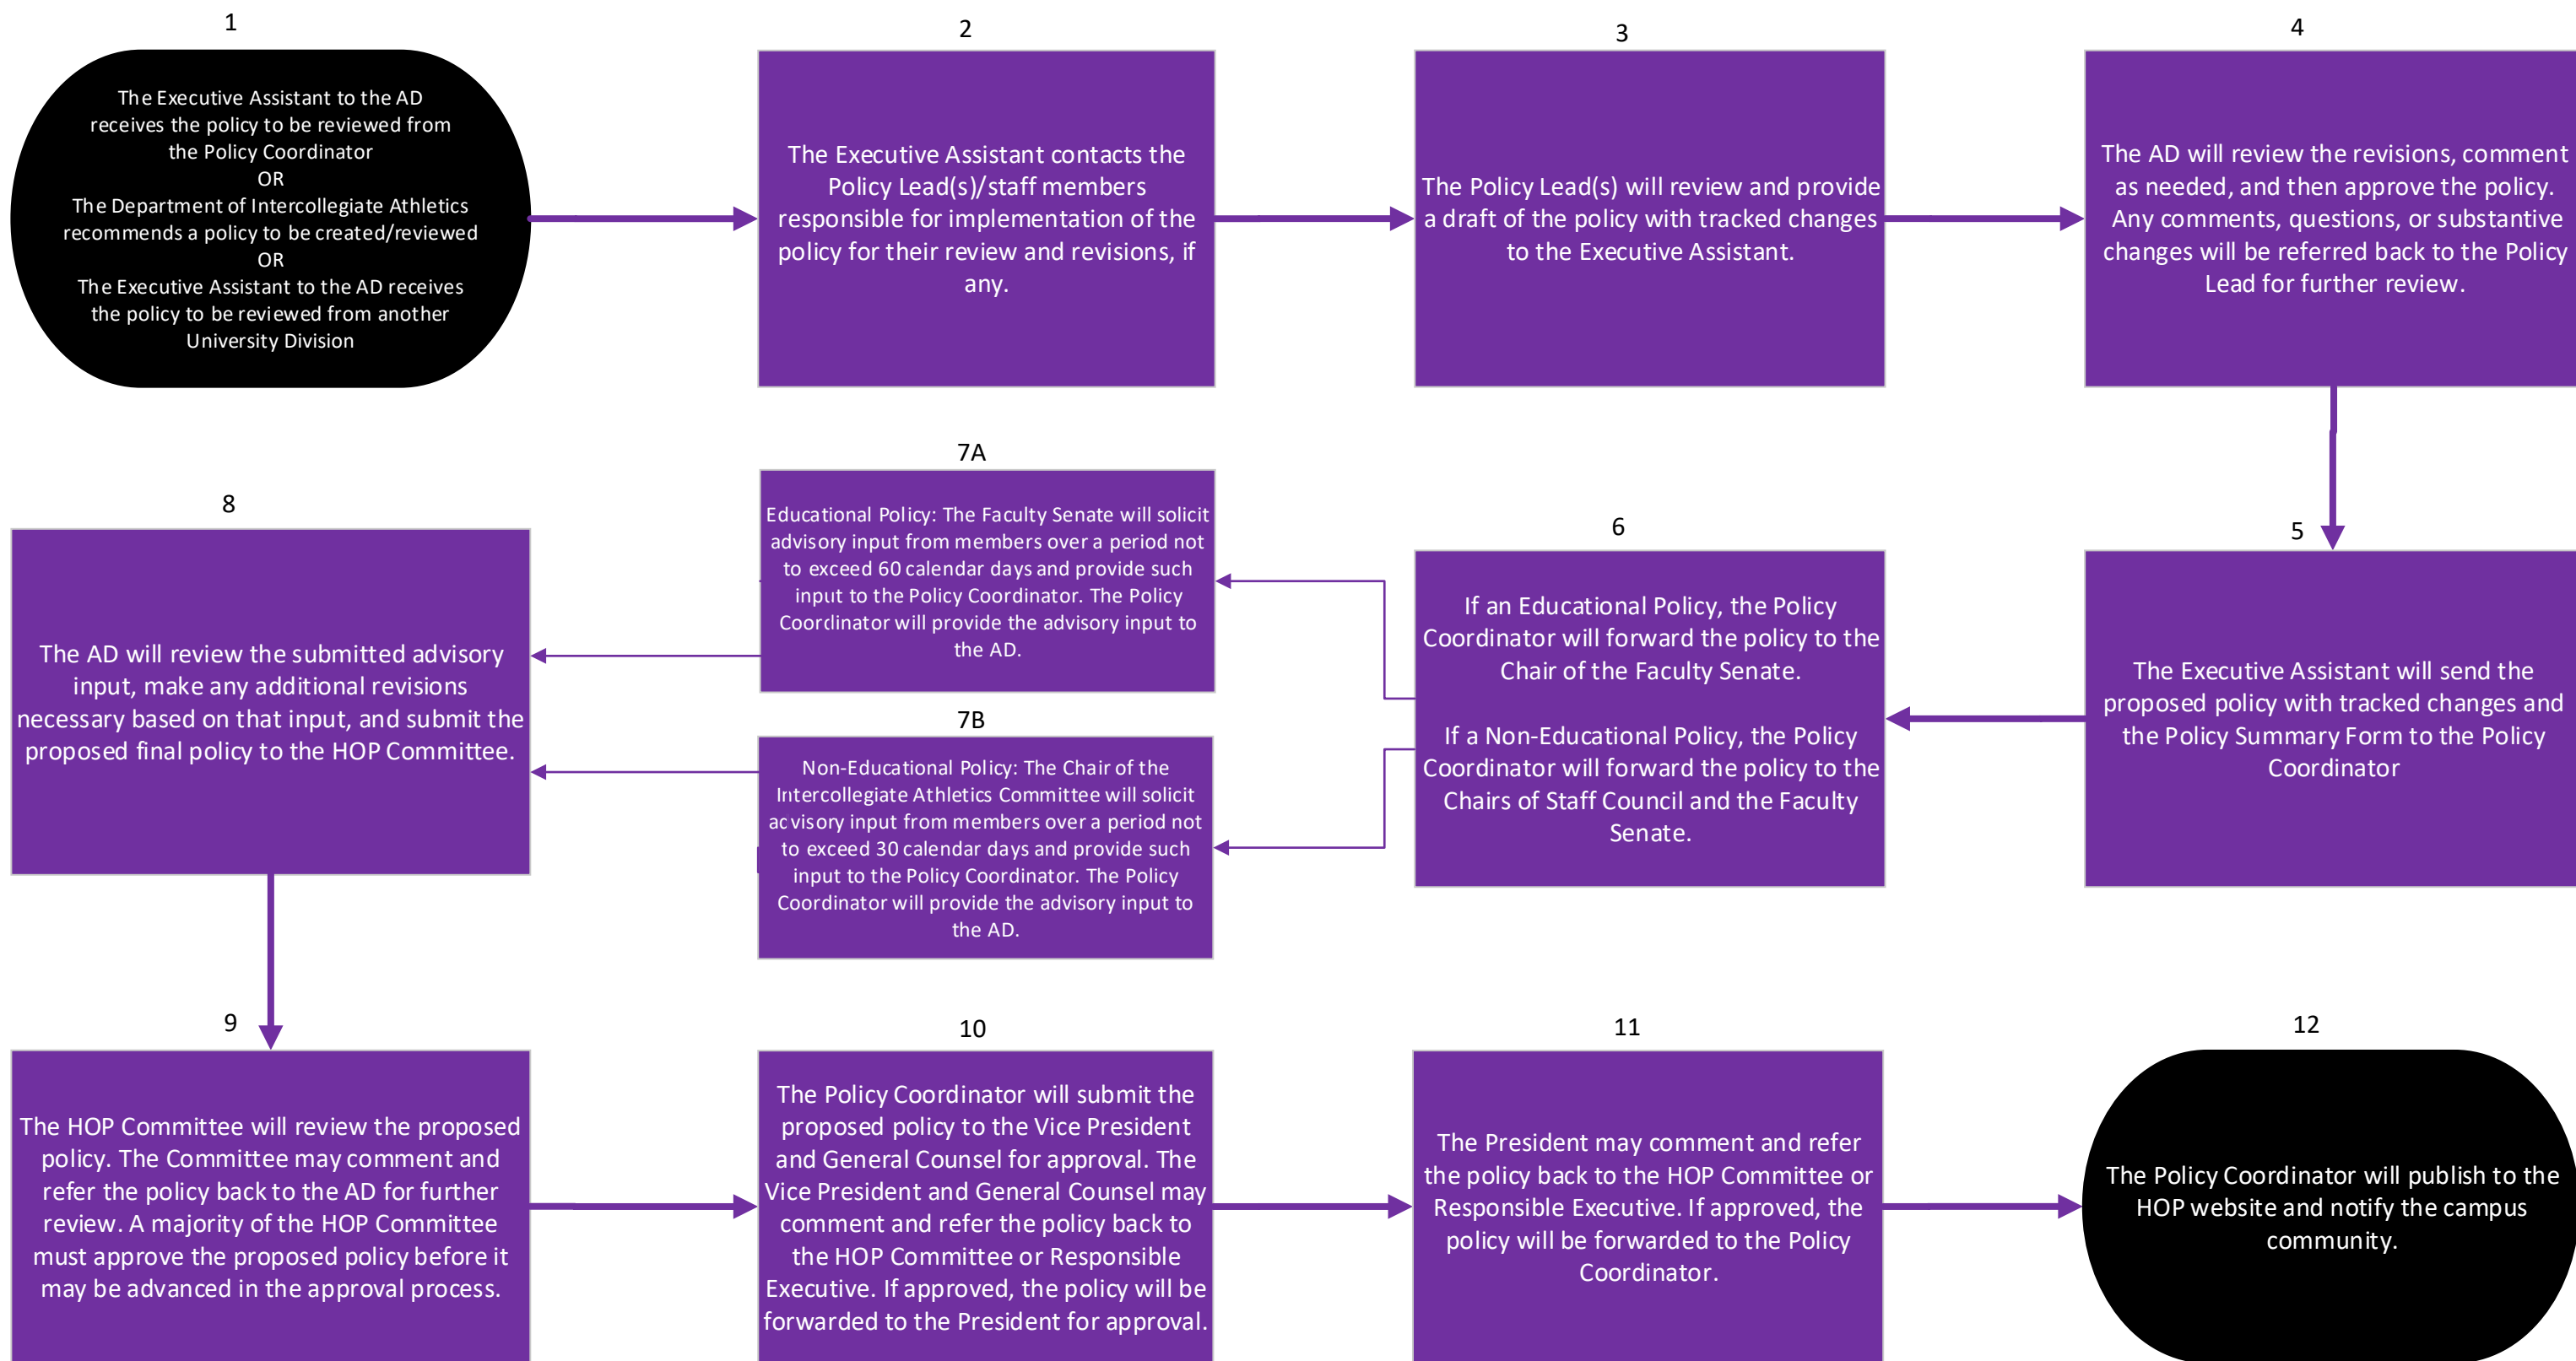 1
The Executive Assistant to the AD
receives the policy to be reviewed from
the Policy Coordinator
OR
The Department of Intercollegiate Athletics
recommends a policy to be created/reviewed
OR
The Executive Assistant to the AD receives
the policy to be reviewed from another
University Division
2
The Executive Assistant contacts the
Policy Lead(s)/staff members
responsible for implementation of the
policy for their review and revisions, if
any.
3
The Policy Lead(s) will review and provide
a draft of the policy with tracked changes
to the Executive Assistant.
4
The AD will review the revisions, comment
as needed, and then approve the policy.
Any comments, questions, or substantive
changes will be referred back to the Policy
Lead for further review.
5
The Executive Assistant will send the
proposed policy with tracked changes and
the Policy Summary Form to the Policy
Coordinator
6
If an Educational Policy, the Policy
Coordinator will forward the policy to the
Chair of the Faculty Senate.
If a Non-Educational Policy, the Policy
Coordinator will forward the policy to the
Chairs of Staff Council and the Faculty
Senate.
7A
Educational Policy: The Faculty Senate will solicit
advisory input from members over a period not
to exceed 60 calendar days and provide such
input to the Policy Coordinator. The Policy
Coordinator will provide the advisory input to
the AD.
7B
Non-Educational Policy: The Chair of the
Intercollegiate Athletics Committee will solicit
advisory input from members over a period not
to exceed 30 calendar days and provide such
input to the Policy Coordinator. The Policy
Coordinator will provide the advisory input to
the AD.
8
The AD will review the submitted advisory
input, make any additional revisions
necessary based on that input, and submit the
proposed final policy to the HOP Committee.
9
The HOP Committee will review the proposed
policy. The Committee may comment and
refer the policy back to the AD for further
review. A majority of the HOP Committee
must approve the proposed policy before it
may be advanced in the approval process.
10
The Policy Coordinator will submit the
proposed policy to the Vice President
and General Counsel for approval. The
Vice President and General Counsel may
comment and refer the policy back to
the HOP Committee or Responsible
Executive. If approved, the policy will be
forwarded to the President for approval.
11
The President may comment and refer
the policy back to the HOP Committee or
Responsible Executive. If approved, the
policy will be forwarded to the Policy
Coordinator.
12
The Policy Coordinator will publish to the
HOP website and notify the campus
community.